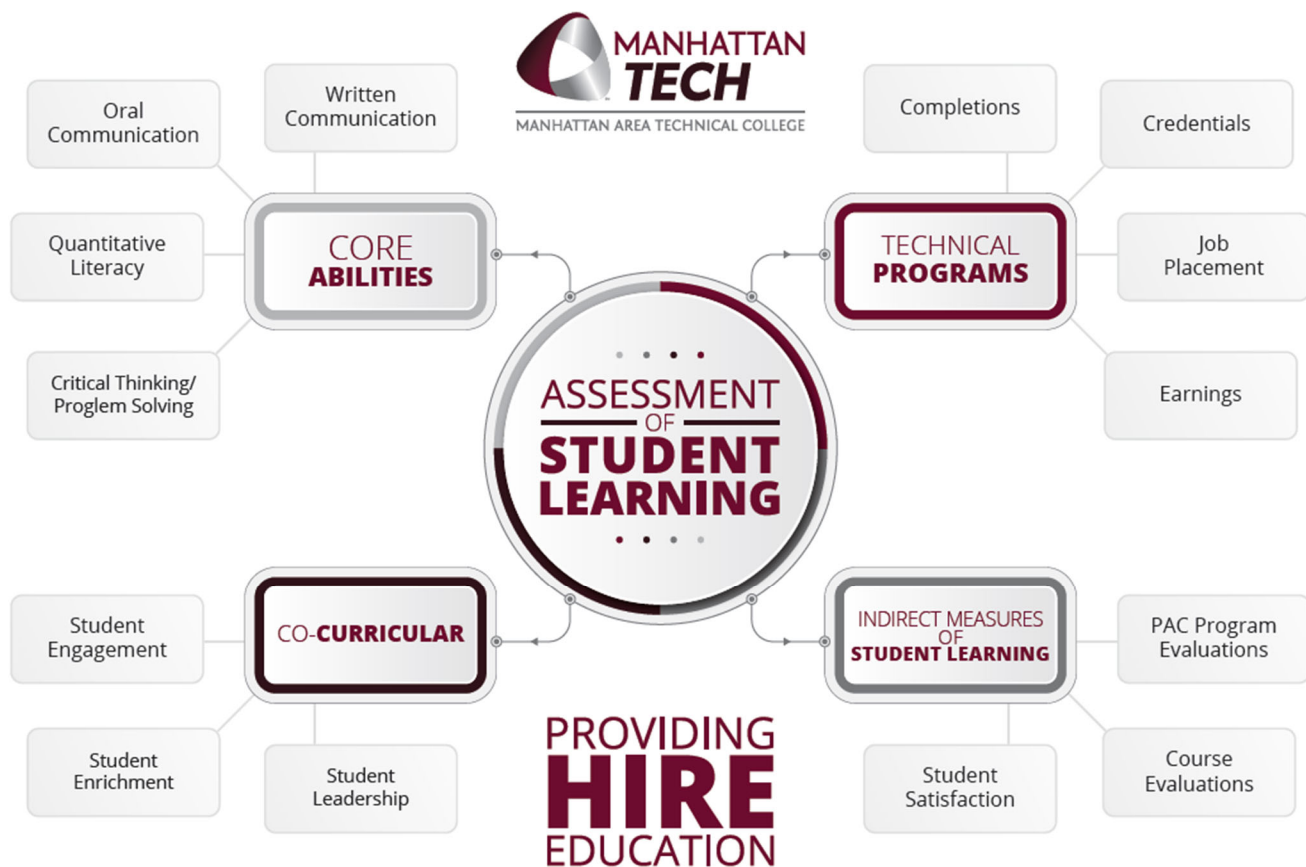 MANHATTAN
TECH
MANHATTAN AREA TECHNICAL COLLEGE
Oral
Communication
Written
Communication
Quantitative
Literacy
Critical Thinking/
Proglem Solving
CORE
ABILITIES
Completions
Credentials
Job
Placement
Earnings
TECHNICAL
PROGRAMS
ASSESSMENT
OF
STUDENT
LEARNING
CO-CURRICULAR
Student
Engagement
Student
Enrichment
Student
Leadership
INDIRECT MEASURES
OF
STUDENT LEARNING
PAC Program
Evaluations
Course
Evaluations
Student
Satisfaction
PROVIDING
HIRE
EDUCATION